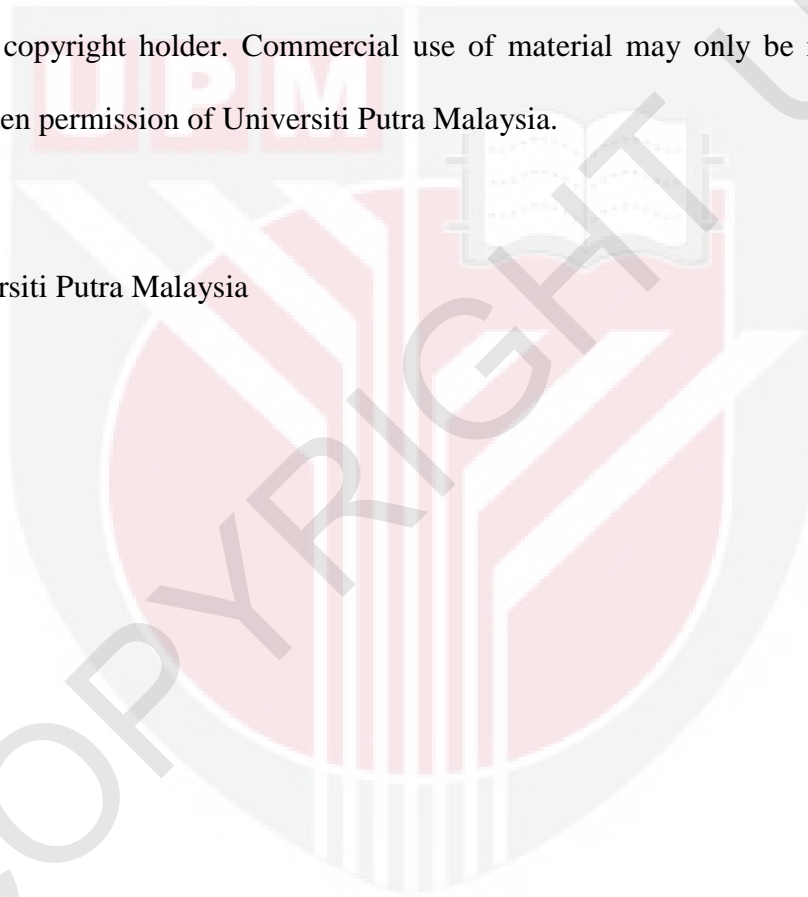 copyright holder. Commercial use of material may only be
en permission of Universiti Putra Malaysia.
rsiti Putra Malaysia
UPM
COPYRIGHT U